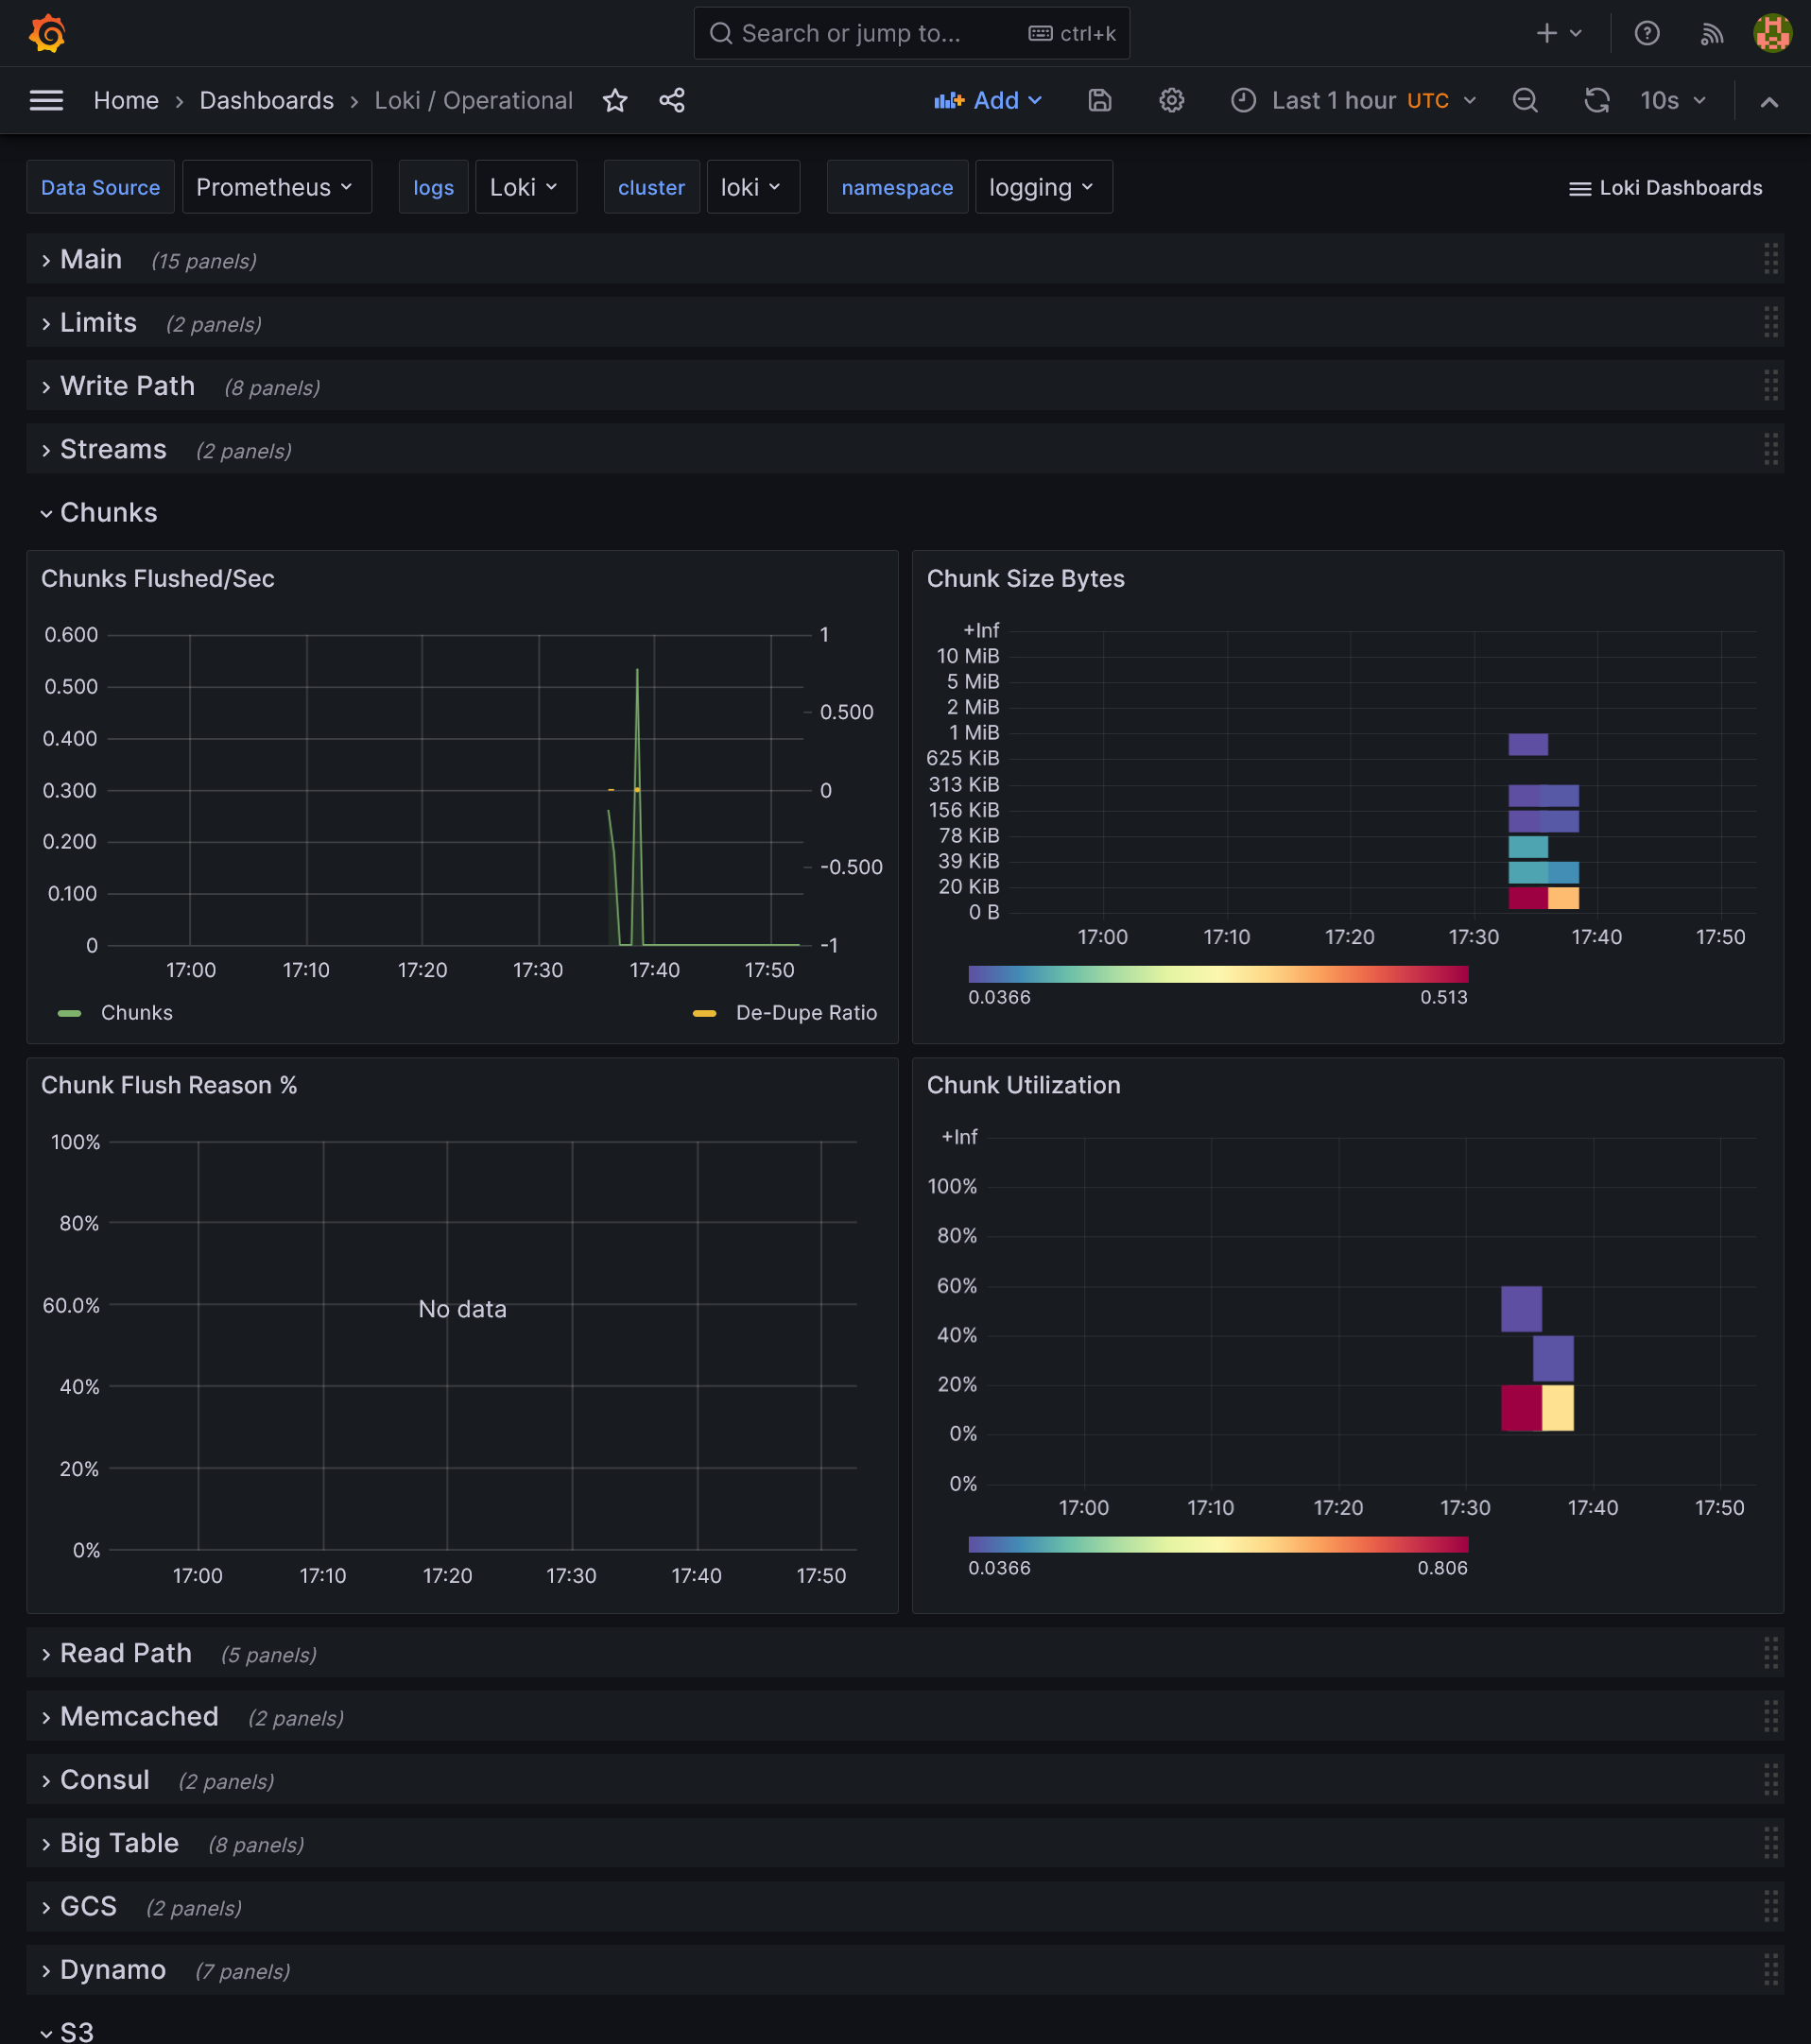 Search or jump to... ctrl+k
Home › Dashboards › Loki / Operational Add Last 1 hour UTC 10s
Data Source Prometheus logs Loki cluster loki namespace logging Loki Dashboards
Main (15 panels)
Limits (2 panels)
Write Path (8 panels)
Streams (2 panels)
Chunks
Chunks Flushed/Sec
0.600
0.500
0.400
0.300
0.200
0.100
0
1
0.500
0
-0.500
-1
17:00 17:10 17:20 17:30 17:40 17:50
Chunks De-Dupe Ratio
Chunk Size Bytes
+Inf
10 MiB
5 MiB
2 MiB
1 MiB
625 KiB
313 KiB
156 KiB
78 KiB
39 KiB
20 KiB
0 B
17:00 17:10 17:20 17:30 17:40 17:50
0.0366 0.513
Chunk Flush Reason %
100%
80%
60.0%
40%
20%
0%
No data
17:00 17:10 17:20 17:30 17:40 17:50
Chunk Utilization
+Inf
100%
80%
60%
40%
20%
0%
0%
17:00 17:10 17:20 17:30 17:40 17:50
0.0366 0.806
Read Path (5 panels)
Memcached (2 panels)
Consul (2 panels)
Big Table (8 panels)
GCS (2 panels)
Dynamo (7 panels)
S3